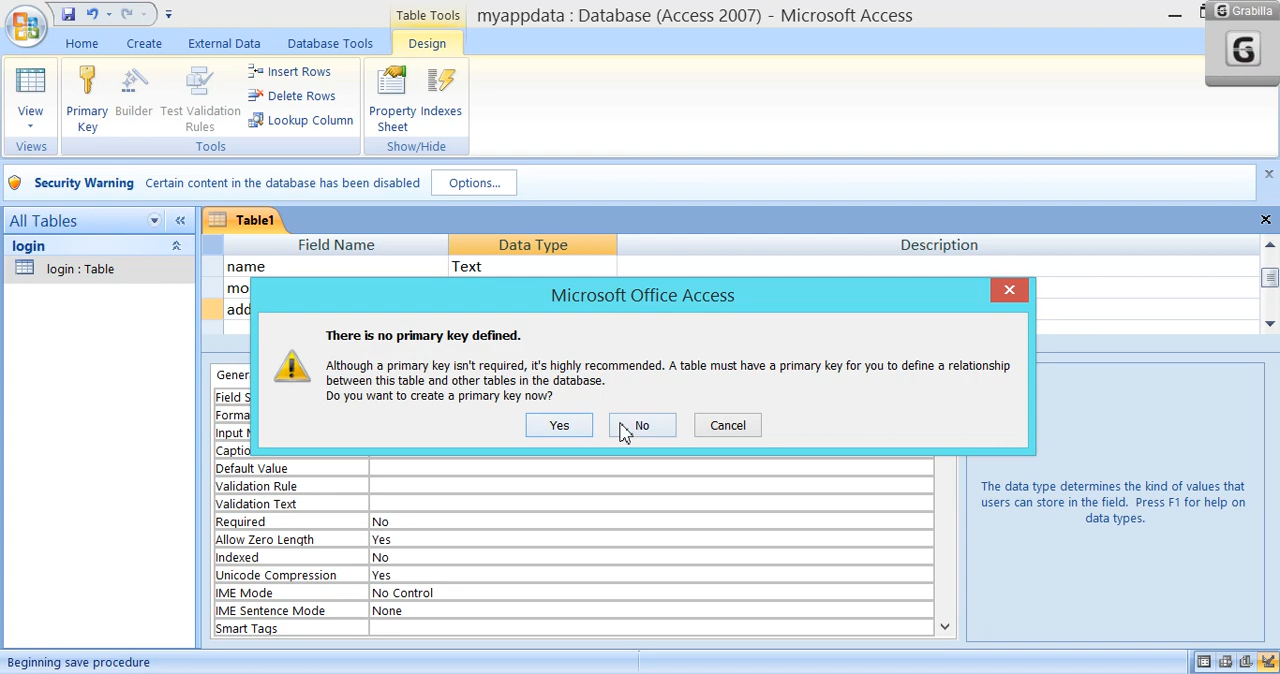 Table Tools
myappdata : Database (Access 2007) - Microsoft Access
Grabilla
G
Home Create External Data Database Tools Design
View
Primary Key
Builder
Test Validation Rules
Insert Rows
Delete Rows
Lookup Column
Property Sheet
Indexes
Views
Tools
Show/Hide
Security Warning Certain content in the database has been disabled Options...
All Tables
login
login : Table
Table1
Field Name Data Type Description
name Text
mo
add
Microsoft Office Access
There is no primary key defined.
Although a primary key isn't required, it's highly recommended. A table must have a primary key for you to define a relationship
between this table and other tables in the database.
Do you want to create a primary key now?
Yes No Cancel
Gener
Field S
Forma
Input M
Captio
Default Value
Validation Rule
Validation Text
Required No
Allow Zero Length Yes
Indexed No
Unicode Compression Yes
IME Mode No Control
IME Sentence Mode None
Smart Tags
The data type determines the kind of values that
users can store in the field. Press F1 for help on
data types.
Beginning save procedure